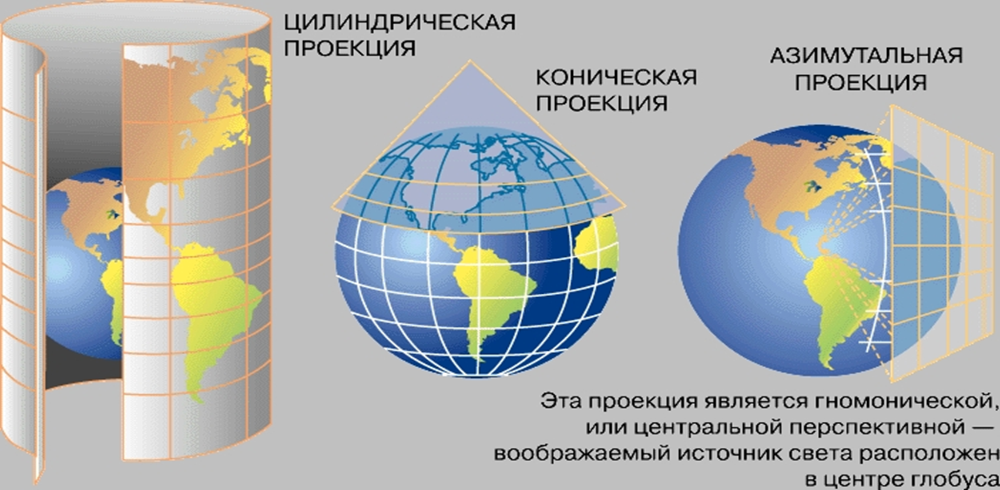 ЦИЛИНДРИЧЕСКАЯ
ПРОЕКЦИЯ
КОНИЧЕСКАЯ
ПРОЕКЦИЯ
АЗИМУТАЛЬНАЯ
ПРОЕКЦИЯ
Эта проекция является гномонической,
или центральной перспективной —
воображаемый источник света расположен
в центре глобуса